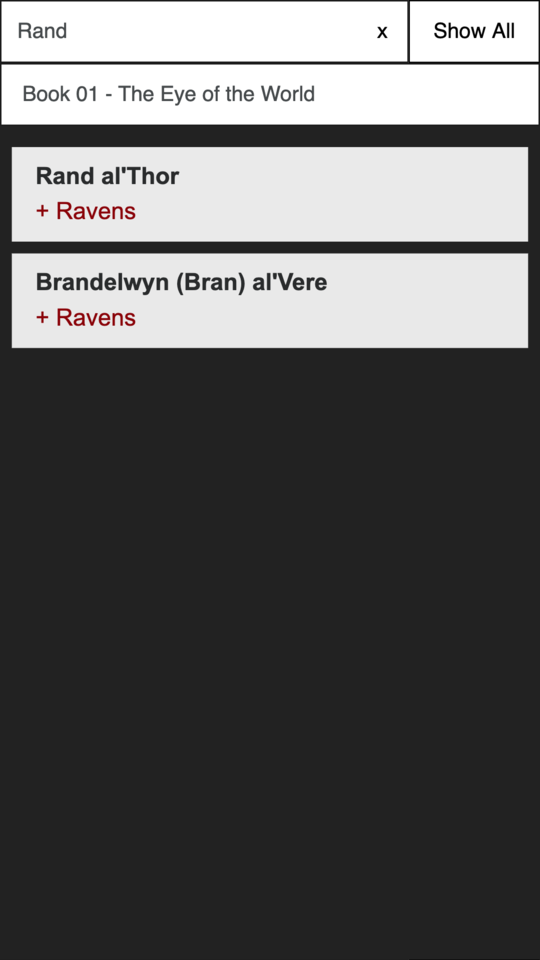 Rand x Show All
Book 01 - The Eye of the World
Rand al'Thor
+ Ravens
Brandelwyn (Bran) al'Vere
+ Ravens